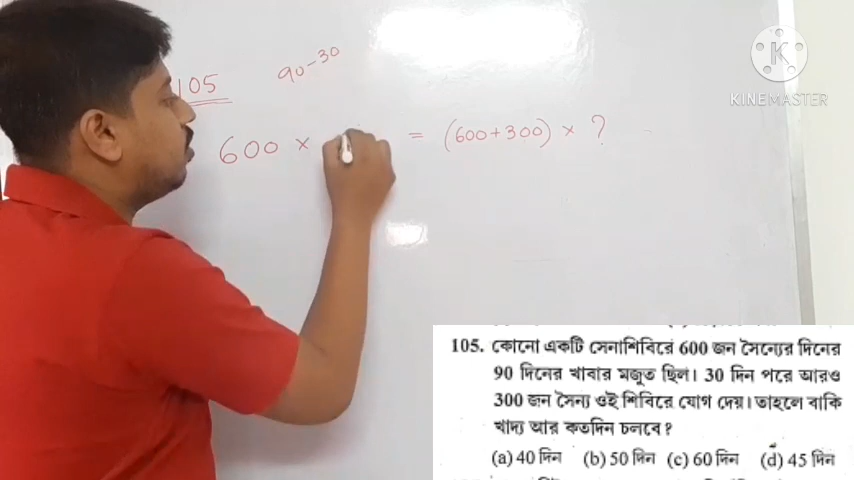 105
90-30
600 × = (600+300) × ?
KINEMASTER
105. কোনো একটি সেনাশিবিরে 600 জন সৈন্যের দিনের
90 দিনের খাবার মজুত ছিল। 30 দিন পরে আরও
300 জন সৈন্য ওই শিবিরে যোগ দেয়। তাহলে বাকি
খাদ্য আর কতদিন চলবে?
(a) 40 দিন (b) 50 দিন (c) 60 দিন (d) 45 দিন